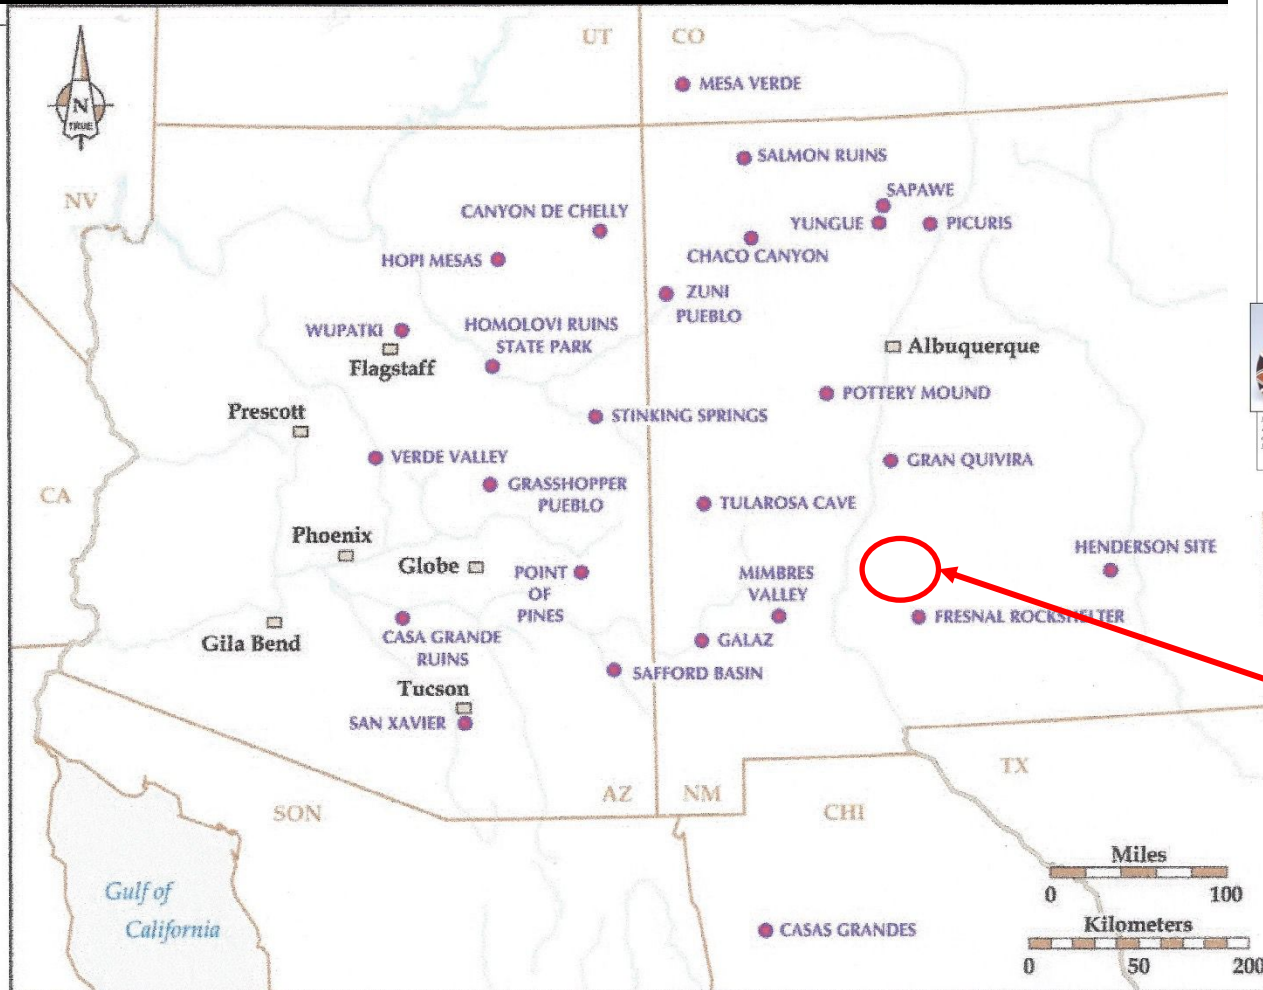 UT
CO
MESA VERDE
N
TRUE
SALMON RUINS
NV
SAPAWE
CANYON DE CHELLY
YUNGUE
PICURIS
HOPI MESAS
CHACO CANYON
ZUNI
PUEBLO
WUPATKI
HOMOLOVI RUINS
STATE PARK
Flagstaff
Albuquerque
POTTERY MOUND
Prescott
STINKING SPRINGS
VERDE VALLEY
GRAN QUIVIRA
GRASSHOPPER
PUEBLO
CA
TULAROSA CAVE
Phoenix
HENDERSON SITE
Globe
POINT
OF
PINES
MIMBRES
VALLEY
FRESNAL ROCKSHELTER
CASA GRANDE
RUINS
Gila Bend
GALAZ
SAFFORD BASIN
Tucson
SAN XAVIER
TX
AZ
NM
SON
CHI
Miles
0 100
Gulf of
California
CASAS GRANDES
Kilometers
0 50 200